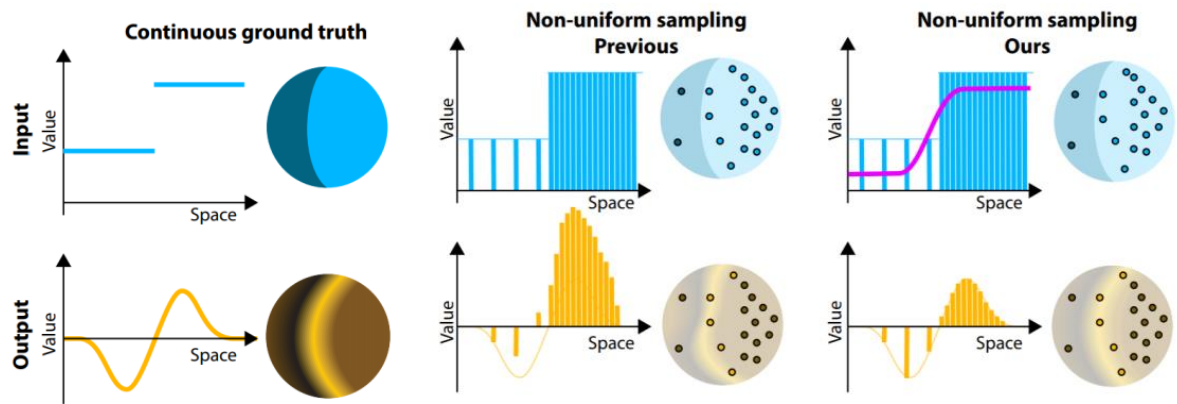 Continuous ground truth
Non-uniform sampling
Previous
Non-uniform sampling
Ours
Input
Value
Space
Value
Space
Value
Space
Output
Value
Space
Value
Space
Value
Space